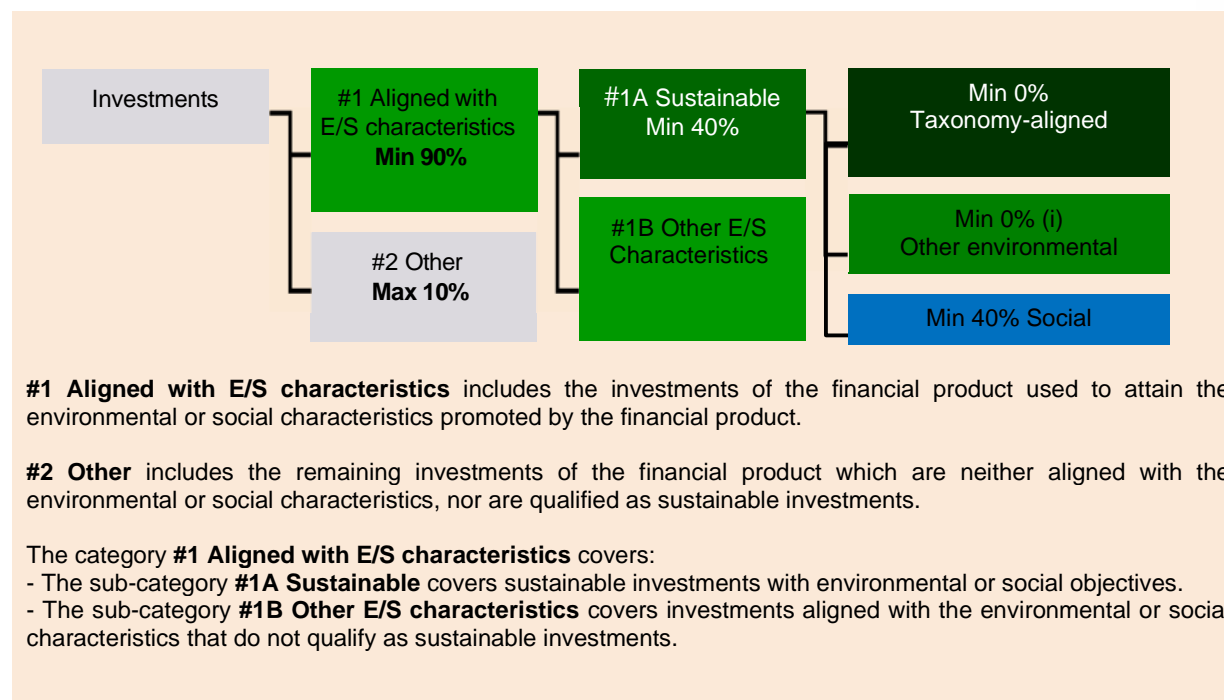 Investments
#1 Aligned with
E/S characteristics
Min 90%
#2 Other
Max 10%
#1A Sustainable
Min 40%
#1B Other E/S
Characteristics
Min 0%
Taxonomy-aligned
Min 0% (i)
Other environmental
Min 40% Social
#1 Aligned with E/S characteristics includes the investments of the financial product used to attain the
environmental or social characteristics promoted by the financial product.
#2 Other includes the remaining investments of the financial product which are neither aligned with the
environmental or social characteristics, nor are qualified as sustainable investments.
The category #1 Aligned with E/S characteristics covers:
- The sub-category #1A Sustainable covers sustainable investments with environmental or social objectives.
- The sub-category #1B Other E/S characteristics covers investments aligned with the environmental or social
characteristics that do not qualify as sustainable investments.